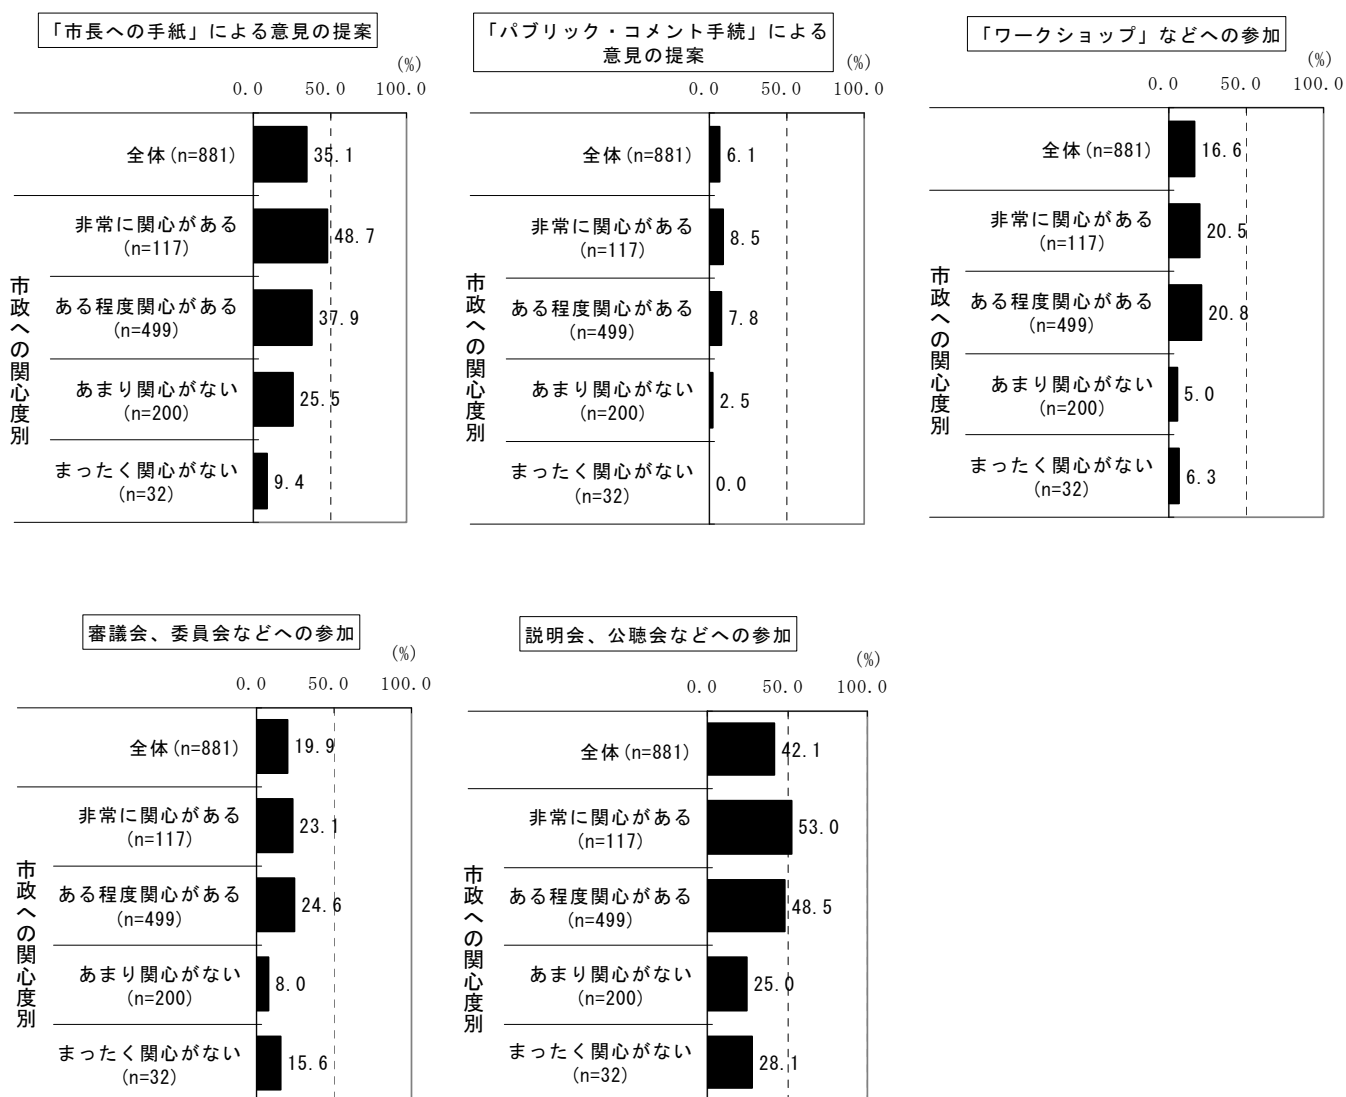 「市長への手紙」による意見の提案
(%)
0.0 50.0 100.0
全体(n=881) 35.1
市政への関心度別
非常に関心がある
(n=117)
48.7
ある程度関心がある
(n=499)
37.9
あまり関心がない
(n=200)
25.5
まったく関心がない
(n=32)
9.4
「パブリック・コメント手続」による
意見の提案
(%)
0.0 50.0 100.0
全体(n=881) 6.1
市政への関心度別
非常に関心がある
(n=117)
8.5
ある程度関心がある
(n=499)
7.8
あまり関心がない
(n=200)
2.5
まったく関心がない
(n=32)
0.0
「ワークショップ」などへの参加
(%)
0.0 50.0 100.0
全体(n=881) 16.6
市政への関心度別
非常に関心がある
(n=117)
20.5
ある程度関心がある
(n=499)
20.8
あまり関心がない
(n=200)
5.0
まったく関心がない
(n=32)
6.3
審議会、委員会などへの参加
(%)
0.0 50.0 100.0
全体(n=881) 19.9
市政への関心度別
非常に関心がある
(n=117)
23.1
ある程度関心がある
(n=499)
24.6
あまり関心がない
(n=200)
8.0
まったく関心がない
(n=32)
15.6
説明会、公聴会などへの参加
(%)
0.0 50.0 100.0
全体(n=881) 42.1
市政への関心度別
非常に関心がある
(n=117)
53.0
ある程度関心がある
(n=499)
48.5
あまり関心がない
(n=200)
25.0
まったく関心がない
(n=32)
28.1